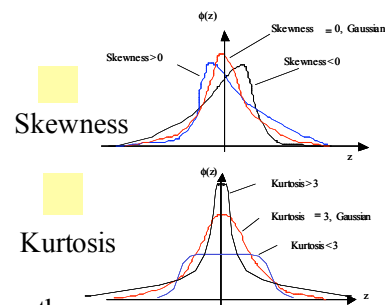 ϕ(z)
Skewness = 0, Gaussian
Skewness>0
Skewness<0
Skewness
z
ϕ(z)
Kurtosis>3
Kurtosis = 3, Gaussian
Kurtosis
Kurtosis<3
z